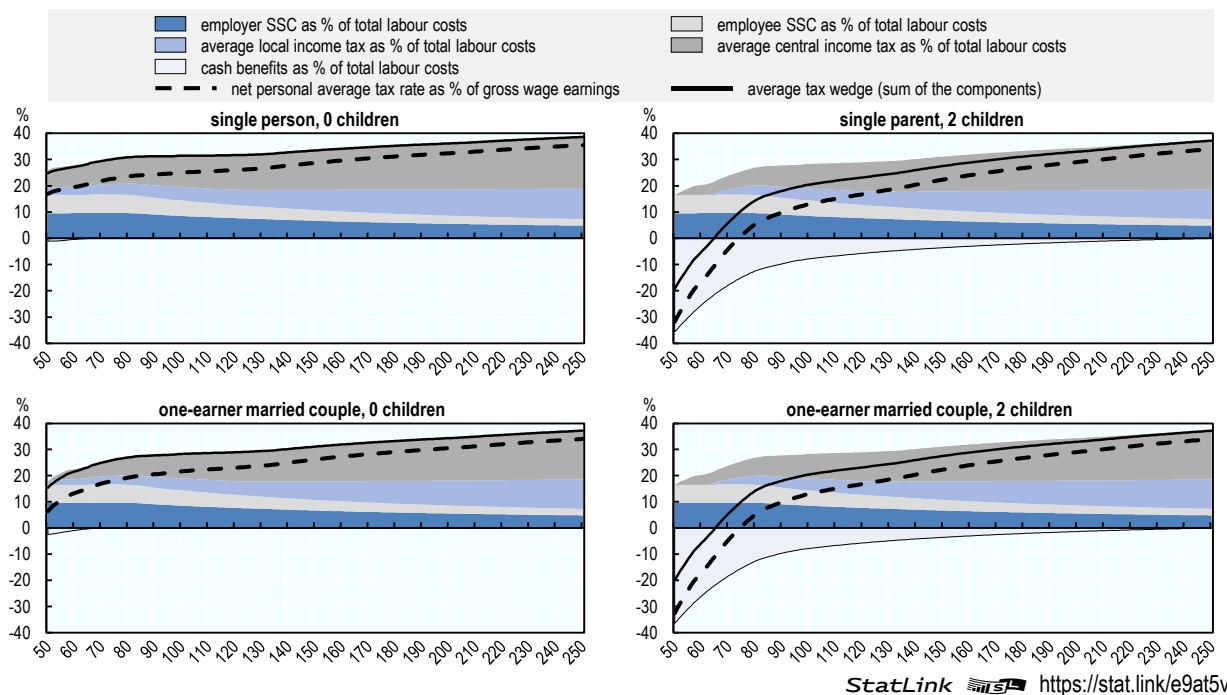 employer SSC as % of total labour costs
employee SSC as % of total labour costs
average local income tax as % of total labour costs
average central income tax as % of total labour costs
cash benefits as % of total labour costs
net personal average tax rate as % of gross wage earnings
average tax wedge (sum of the components)
%
single person, 0 children
40
30
20
10
0
-10
-20
-30
-40
50 60 70 80 90 100 110 120 130 140 150 160 170 180 190 200 210 220 230 240 250
%
single parent, 2 children
40
30
20
10
0
-10
-20
-30
-40
50 60 70 80 90 100 110 120 130 140 150 160 170 180 190 200 210 220 230 240 250
%
one-earner married couple, 0 children
40
30
20
10
0
-10
-20
-30
-40
50 60 70 80 90 100 110 120 130 140 150 160 170 180 190 200 210 220 230 240 250
%
one-earner married couple, 2 children
40
30
20
10
0
-10
-20
-30
-40
50 60 70 80 90 100 110 120 130 140 150 160 170 180 190 200 210 220 230 240 250
StatLink https://stat.link/e9at5v